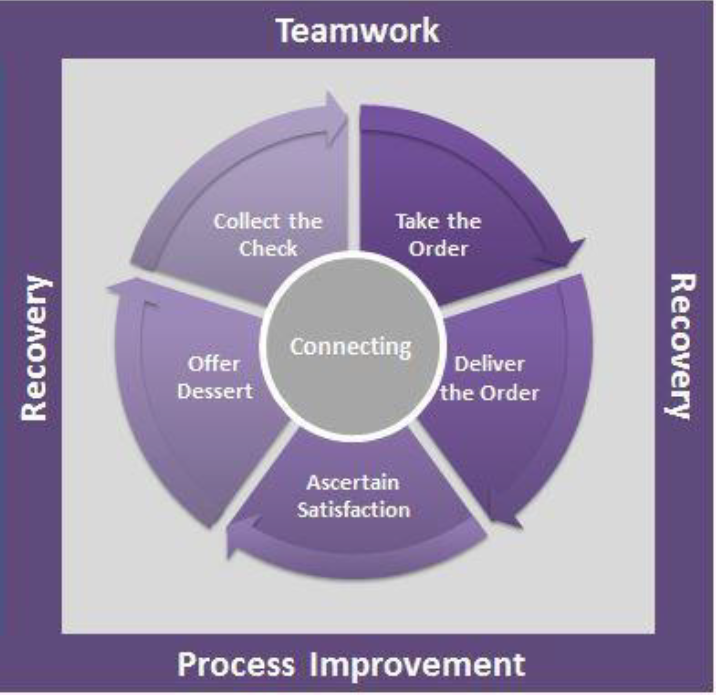 Teamwork
Collect the
Check
Take the
Order
Recovery
Connecting
Recovery
Offer
Dessert
Deliver
the Order
Ascertain
Satisfaction
Process Improvement